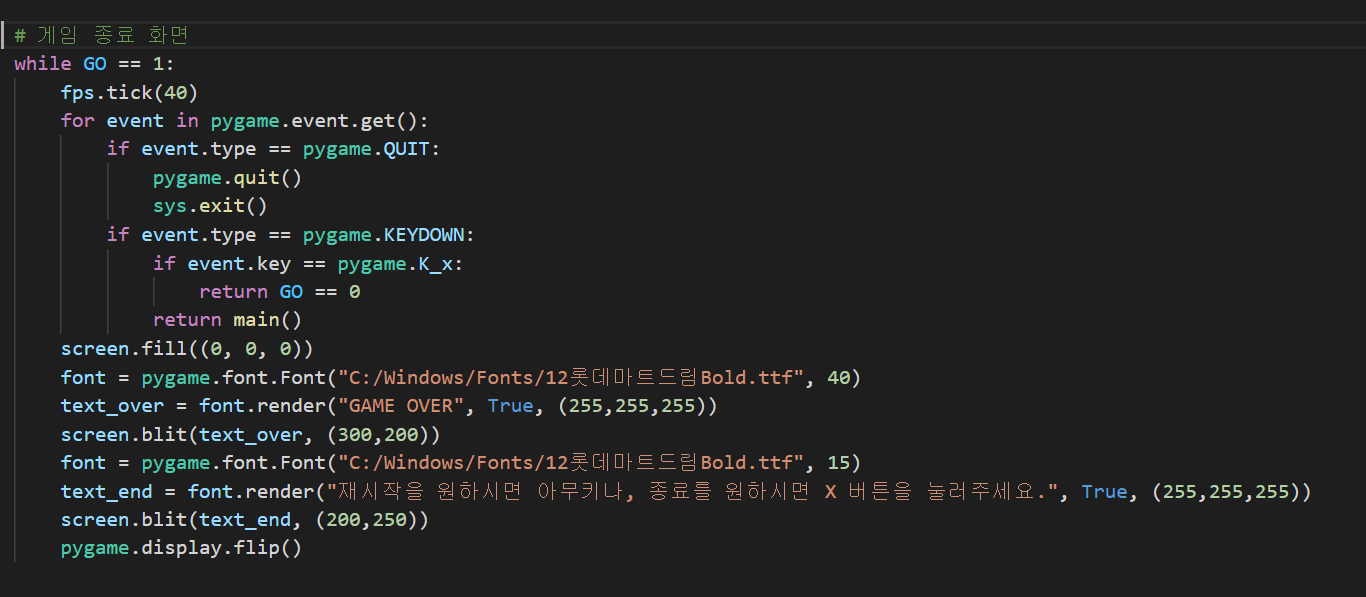 # 게임 종료 화면
while GO == 1:
    fps.tick(40)
    for event in pygame.event.get():
        if event.type == pygame.QUIT:
            pygame.quit()
            sys.exit()
        if event.type == pygame.KEYDOWN:
            if event.key == pygame.K_x:
                return GO == 0
            return main()
    screen.fill((0, 0, 0))
    font = pygame.font.Font("C:/Windows/Fonts/12롯데마트드림Bold.ttf", 40)
    text_over = font.render("GAME OVER", True, (255,255,255))
    screen.blit(text_over, (300,200))
    font = pygame.font.Font("C:/Windows/Fonts/12롯데마트드림Bold.ttf", 15)
    text_end = font.render("재시작을 원하시면 아무키나, 종료를 원하시면 X 버튼을 눌러주세요.", True, (255,255,255))
    screen.blit(text_end, (200,250))
    pygame.display.flip()